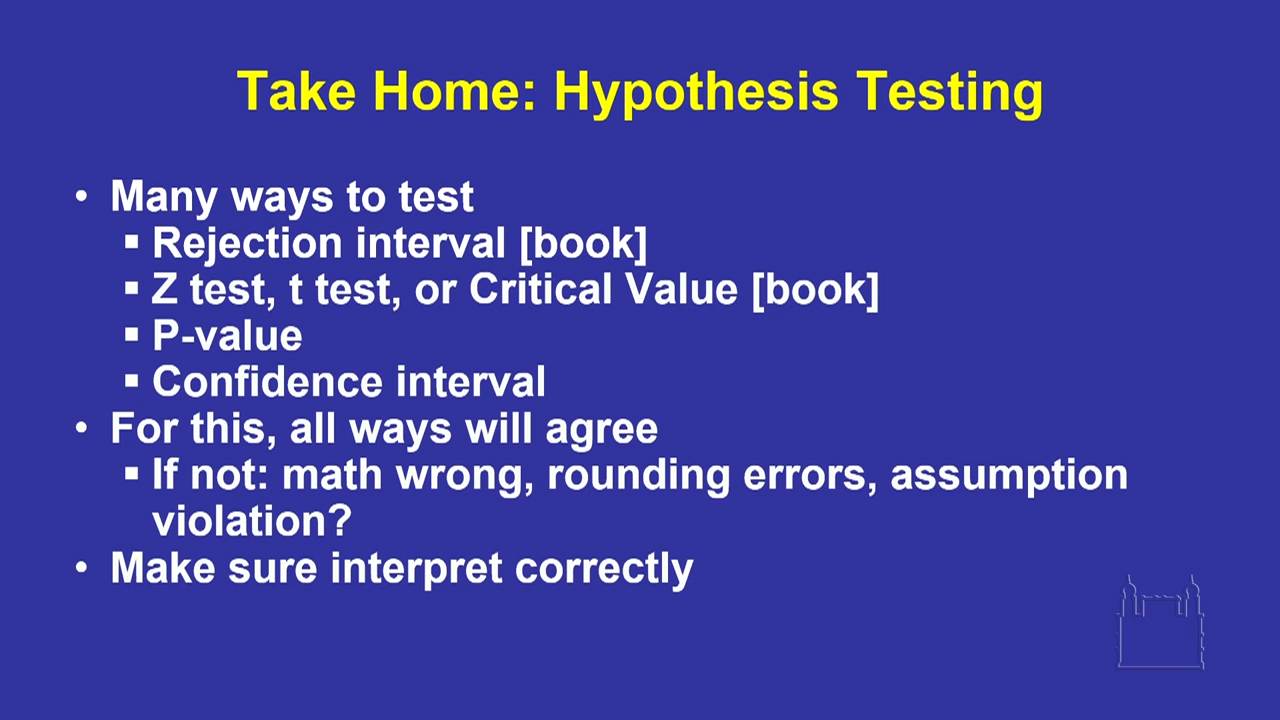 Take Home: Hypothesis Testing
• Many ways to test
▪ Rejection interval [book]
▪ Z test, t test, or Critical Value [book]
▪ P-value
▪ Confidence interval
• For this, all ways will agree
▪ If not: math wrong, rounding errors, assumption
violation?
• Make sure interpret correctly